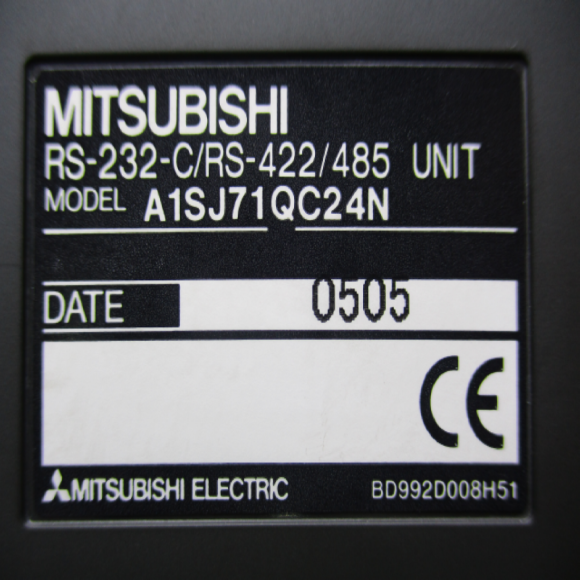 MITSUBISHI
RS-232-C/RS-422/485 UNIT
MODEL A1SJ71QC24N
DATE 0505
CE
MITSUBISHI ELECTRIC BD992D008H51